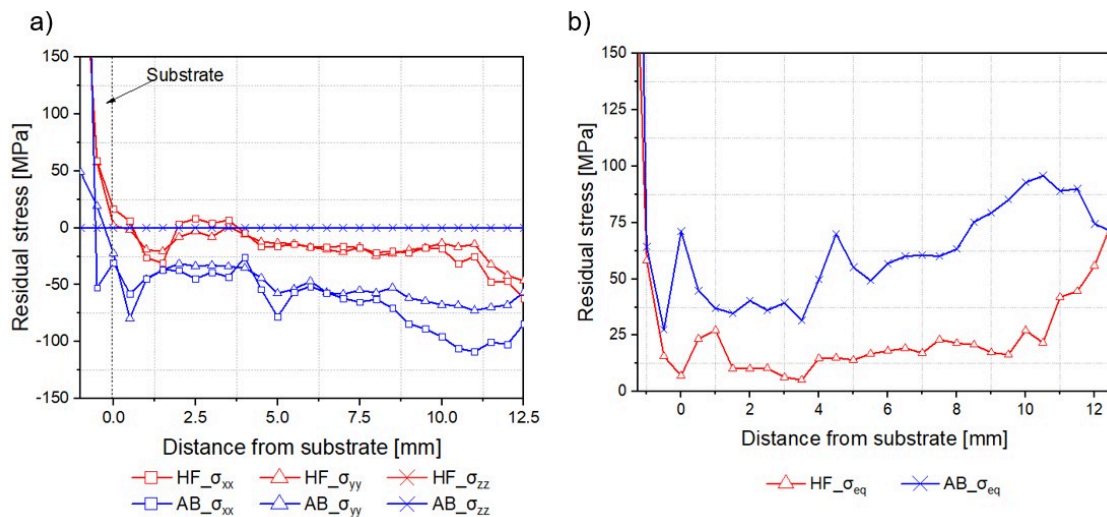 a)
b)
Residual stress [MPa]
150
100
50
0
-50
-100
-150
Substrate
0.0
2.5
5.0
7.5
10.0
12.5
Distance from substrate [mm]
HF_σxx
HF_σyy
HF_σzz
AB_σxx
AB_σyy
AB_σzz
Residual stress [MPa]
150
125
100
75
50
25
0
0
2
4
6
8
10
12
Distance from substrate [mm]
HF_σeq
AB_σeq